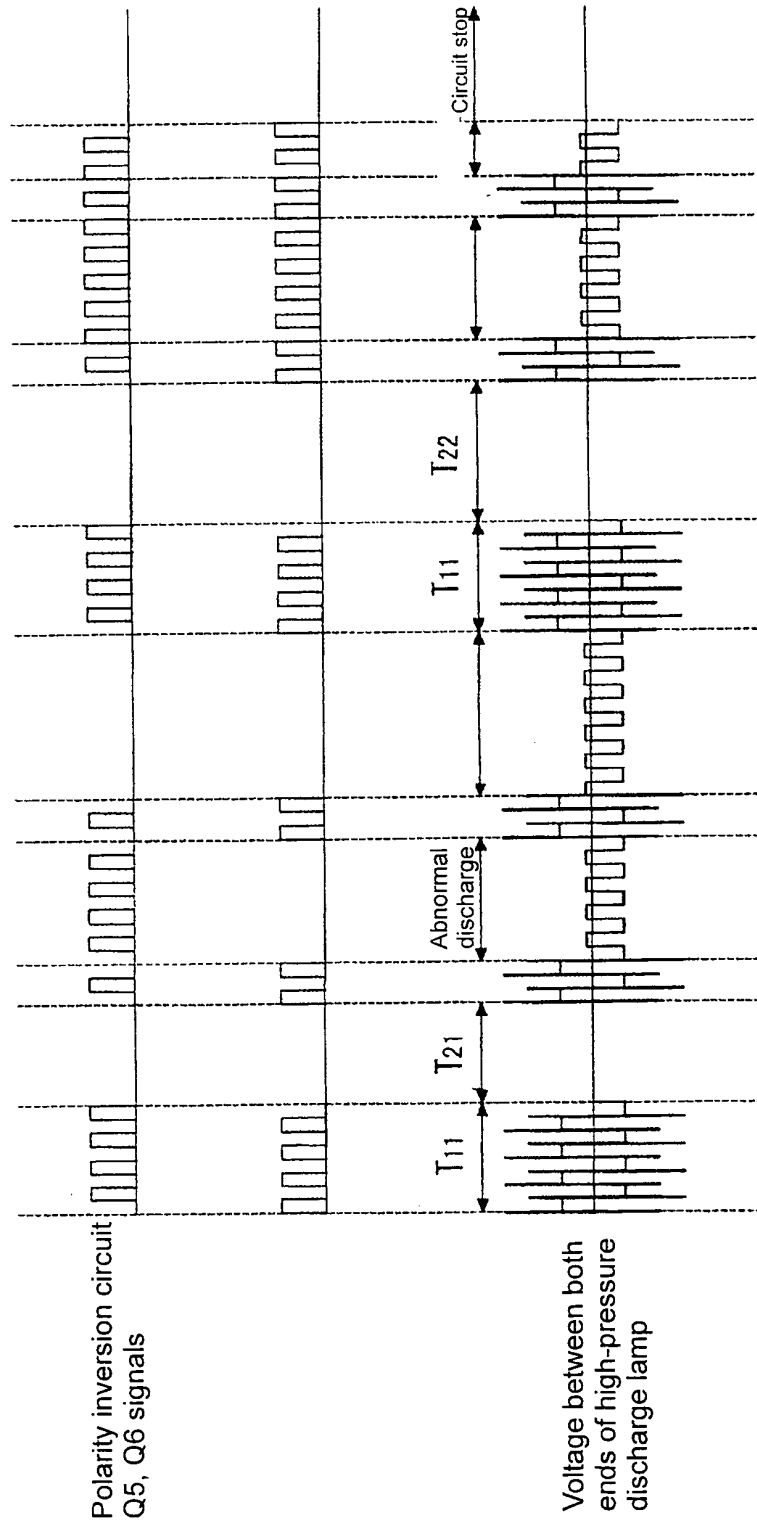 Polarity inversion circuit
Q5, Q6 signals
Voltage between both
ends of high-pressure
discharge lamp
T11
T21
Abnormal
discharge
T11
T22
Circuit stop